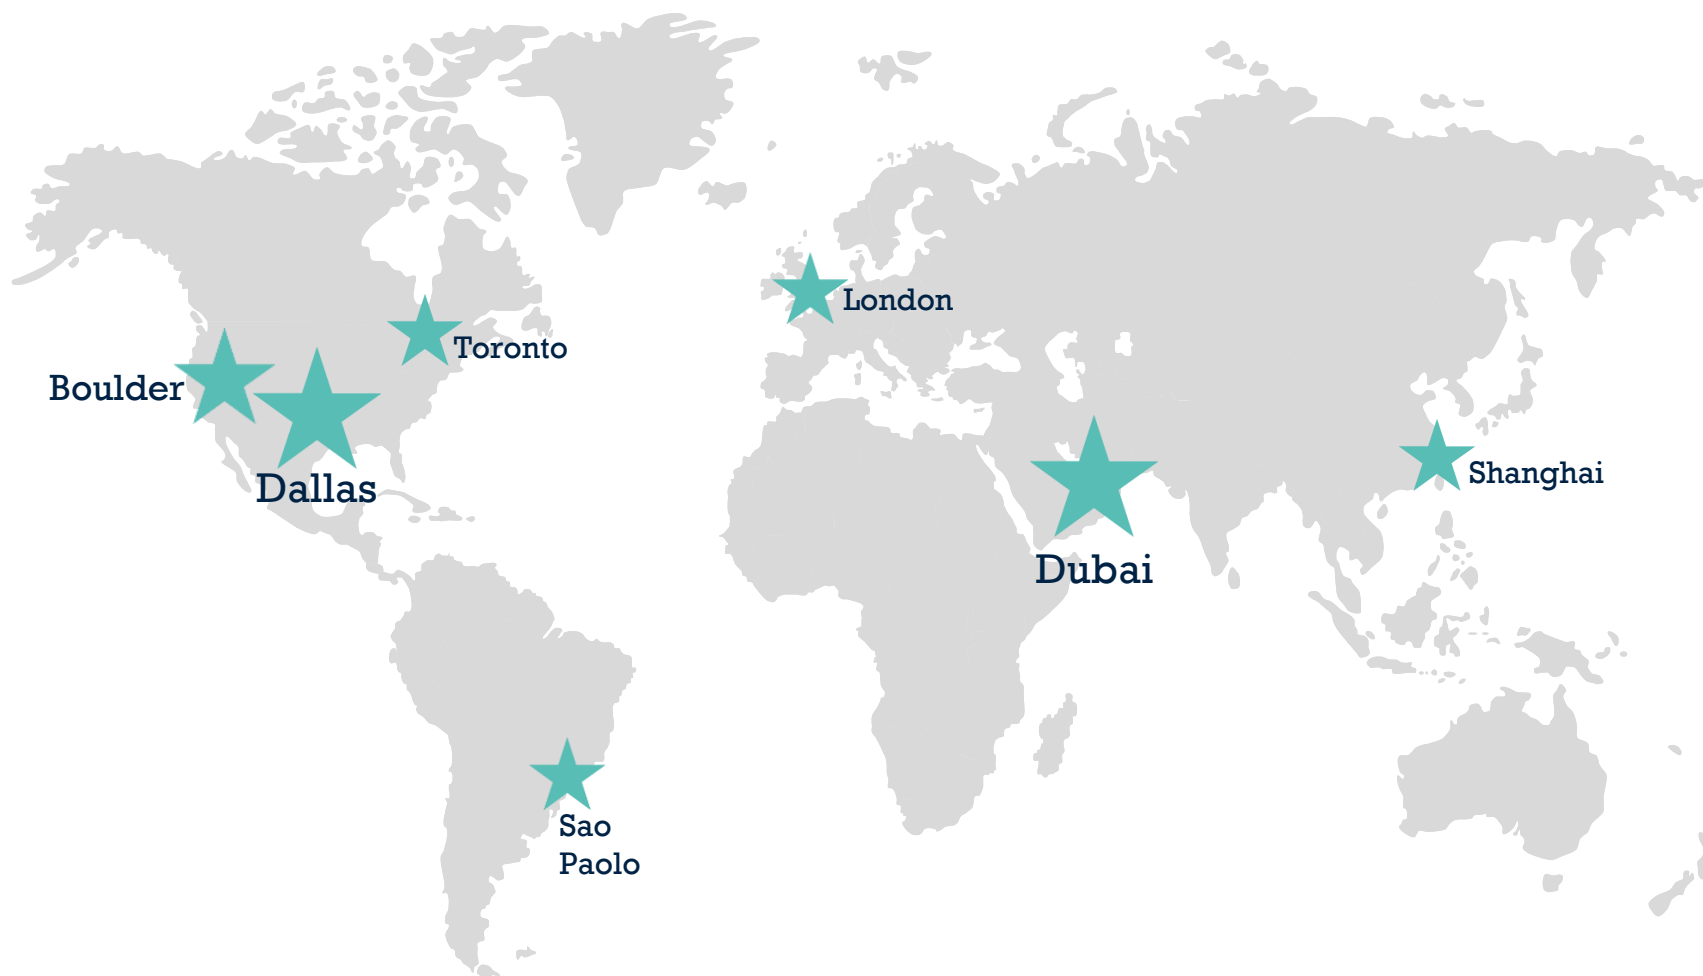 London
Toronto
Boulder
Dallas
Shanghai
Dubai
Sao
Paolo